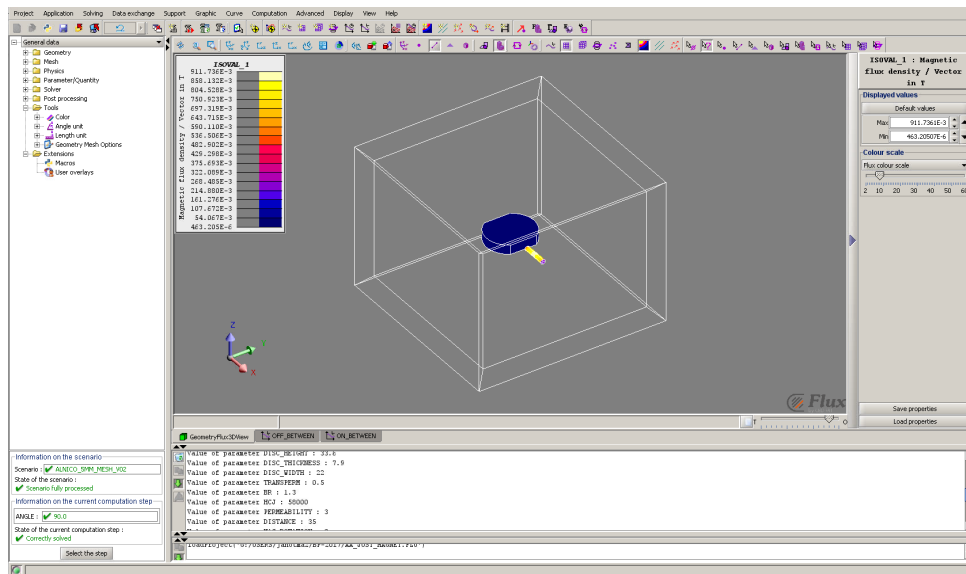 Project Application Solving Data exchange Support Graphic Curve Computation Advanced Display View Help
General data
Geometry
Mesh
Physics
Parameter/Quantity
Solver
Post processing
Tools
Color
Angle unit
Length unit
Geometry Mesh Options
Extensions
Macros
User overlays
ISOVAL_1
Magnetic flux density / Vector in T
911.736E-3
858.132E-3
804.528E-3
750.923E-3
697.319E-3
643.715E-3
590.110E-3
536.506E-3
482.902E-3
429.298E-3
375.693E-3
322.089E-3
268.485E-3
214.880E-3
161.276E-3
107.672E-3
54.067E-3
463.205E-6
Z
X
Flux
ISOVAL_1 : Magnetic
flux density / Vector
in T
Displayed values
Default values
Max 911.7361E-3
Min 463.20507E-6
Colour scale
Flux colour scale
2 10 20 30 40 50 60
Save properties
Load properties
GeometryFlux3DView OFF_BETWEEN ON_BETWEEN
Value of parameter DISC_HEIGHT : 33.8
Value of parameter DISC_THICKNESS : 7.9
Value of parameter DISC_WIDTH : 22
Value of parameter TRANSPERM : 0.5
Value of parameter BR : 1.3
Value of parameter HCJ : 58000
Value of parameter PERMEABILITY : 3
Value of parameter DISTANCE : 35
Information on the scenario
Scenario : ALNICO_5MM_MESH_V02
State of the scenario :
Scenario fully processed
Information on the current computation step
ANGLE : 90.0
State of the current computation step :
Correctly solved
Select the step